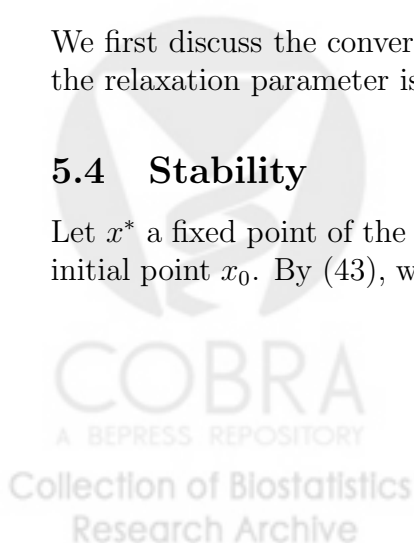 We first discuss the conver
the relaxation parameter is
5.4 Stability
Let x* a fixed point of the
initial point x₀. By (43), w
COBRA
A BEPRESS REPOSITORY
Collection of Biostatistics
Research Archive